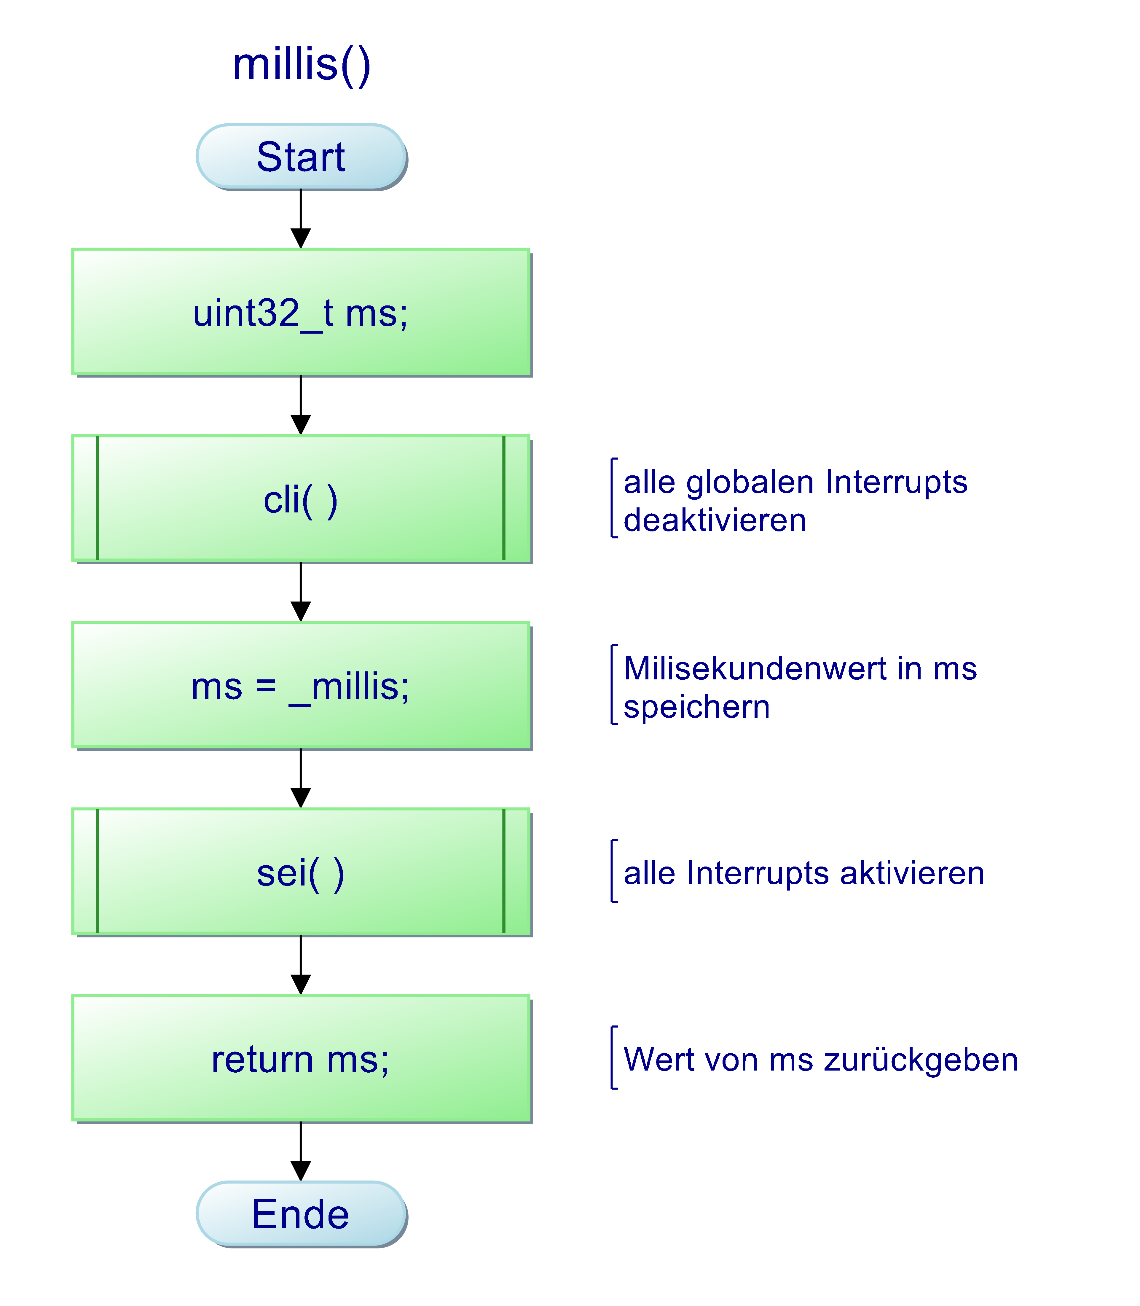 millis()
Start
uint32_t ms;
cli( )
alle globalen Interrupts
deaktivieren
ms = _millis;
Milisekundenwert in ms
speichern
sei( )
alle Interrupts aktivieren
return ms;
Wert von ms zurückgeben
Ende